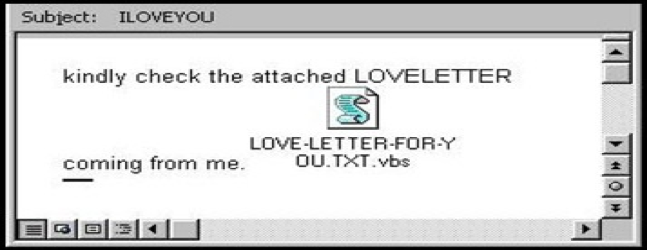 Subject: ILOVEYOU
kindly check the attached LOVELETTER
LOVE-LETTER-FOR-Y
OU.TXT.vbs
coming from me.